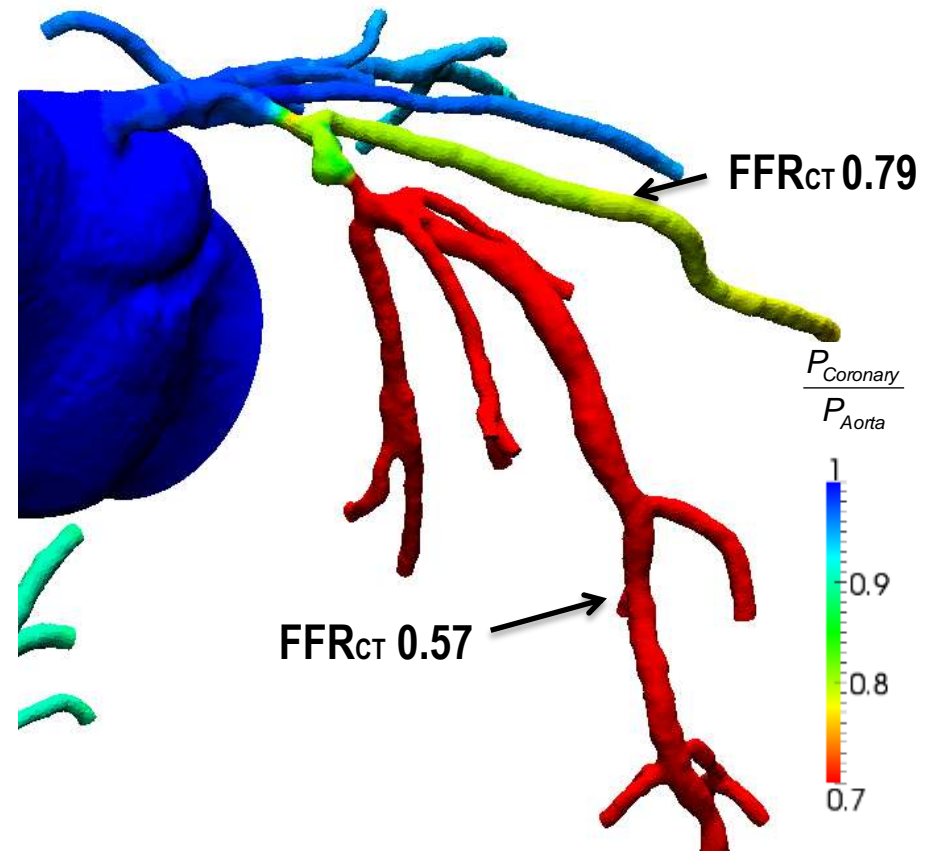 FFRCT 0.79
PCoronary
PAorta
1
0.9
FFRCT 0.57
0.8
0.7